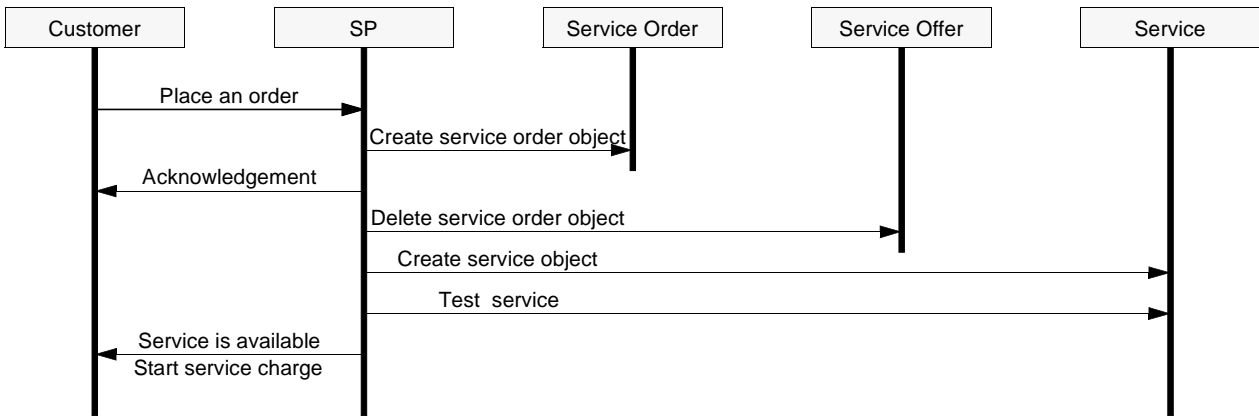 Customer
SP
Service Order
Service Offer
Service
Place an order
Create service order object
Acknowledgement
Delete service order object
Create service object
Test service
Service is available
Start service charge